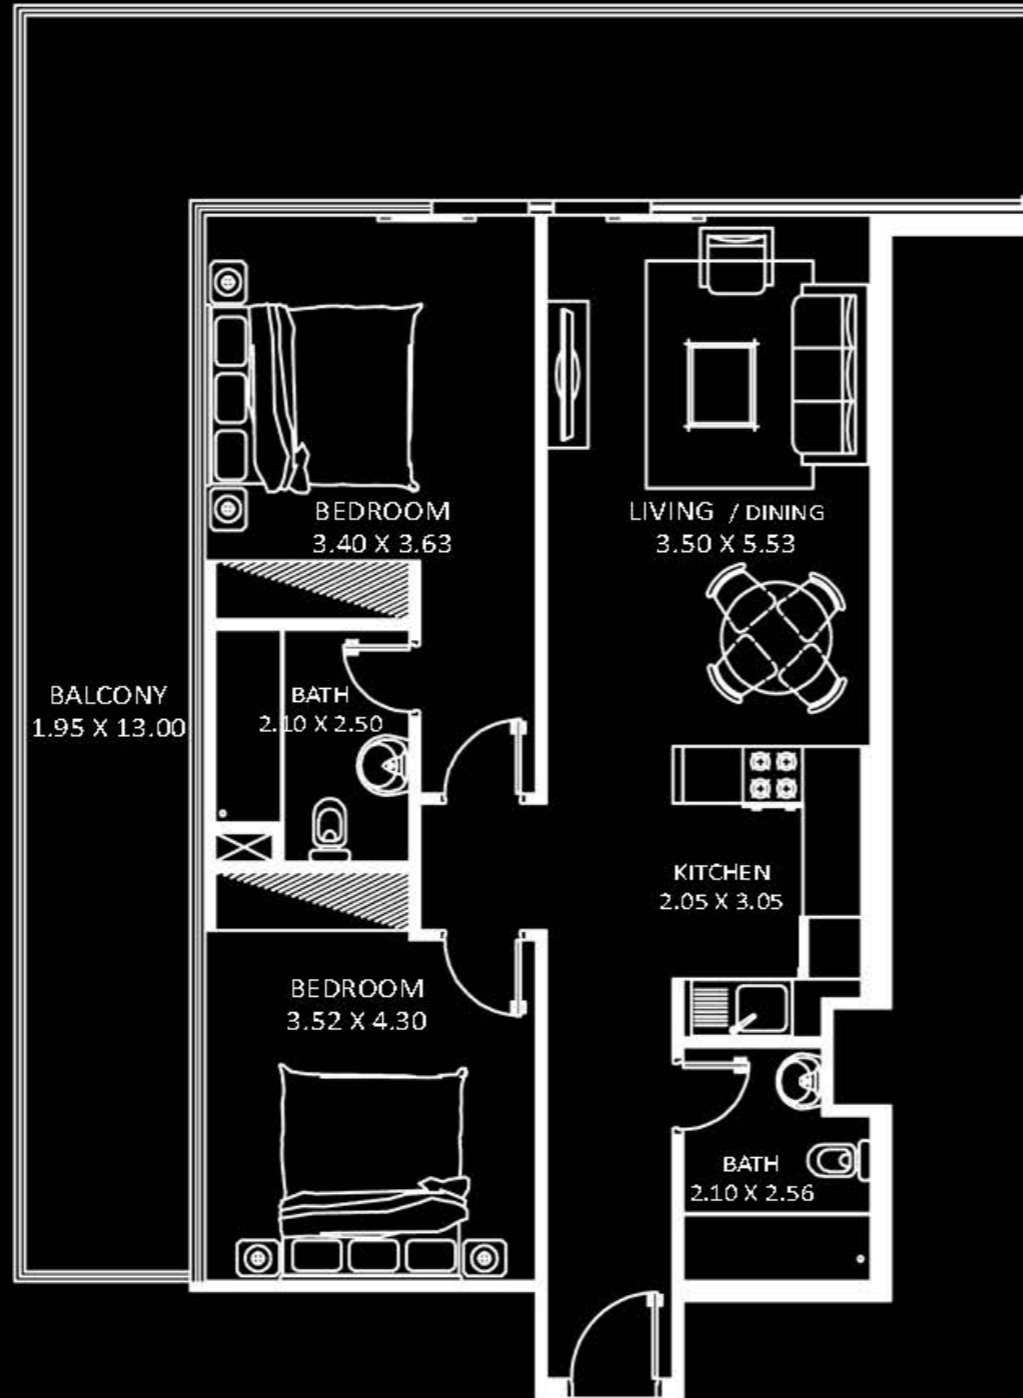 BEDROOM
3.40 X 3.63
LIVING / DINING
3.50 X 5.53
BALCONY
1.95 X 13.00
BATH
2.10 X 2.50
KITCHEN
2.05 X 3.05
BEDROOM
3.52 X 4.30
BATH
2.10 X 2.56